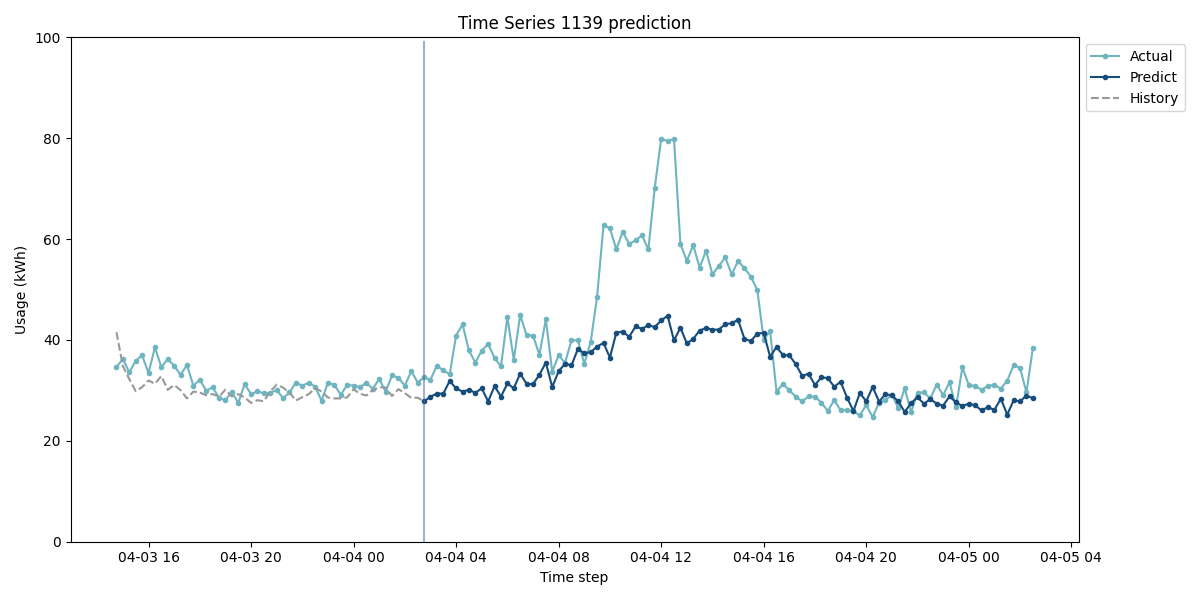 Time Series 1139 prediction
Actual
Predict
History
100
80
60
40
20
0
Usage (kWh)
04-03 16 04-03 20 04-04 00 04-04 04 04-04 08 04-04 12 04-04 16 04-04 20 04-05 00 04-05 04
Time step